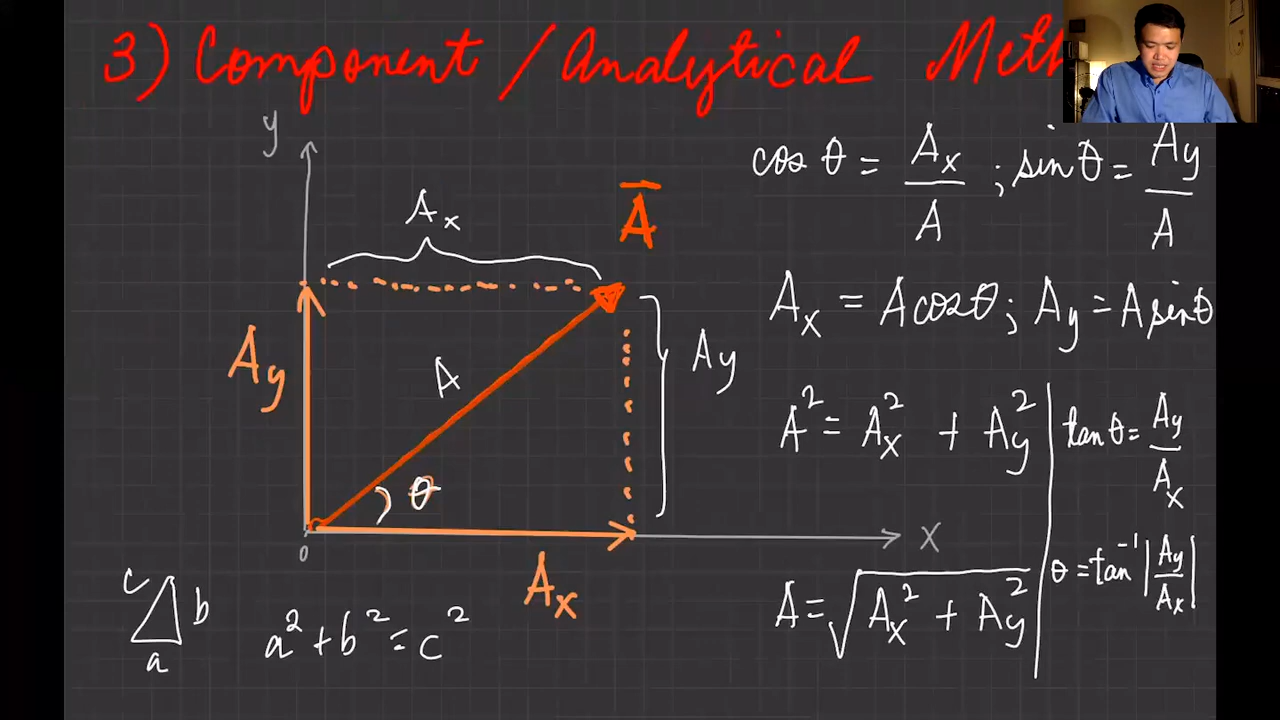 3) Component / Analytical Meth
y
cos θ = Ax/A ; sin θ = Ay/A
Ax
A̅
Ax = A cos θ ; Ay = A sin θ
Ay
A
Ay
A² = Ax² + Ay²
tan θ = Ay/Ax
θ
0
x
Ax
θ = tan⁻¹ |Ay/Ax|
A = √(Ax² + Ay²)
c
b
a
a² + b² = c²